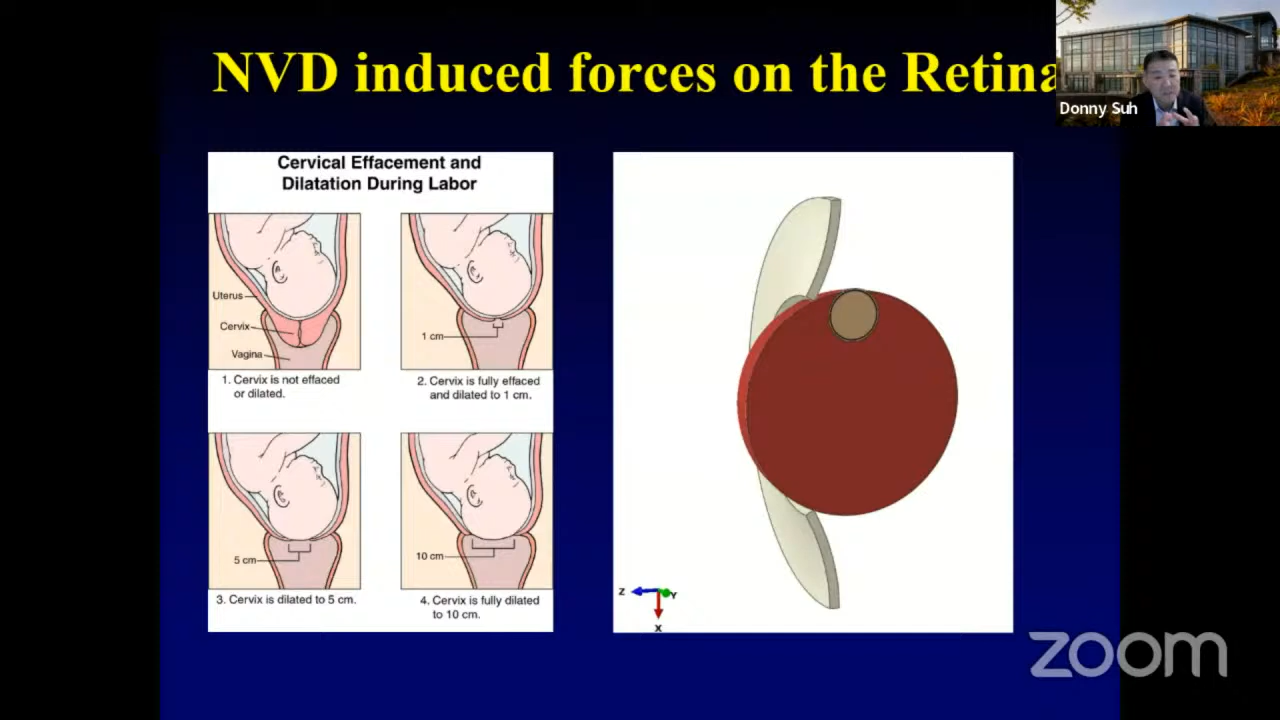 NVD induced forces on the Retina
Donny Suh
Cervical Effacement and
Dilatation During Labor
Uterus
Cervix
Vagina
1. Cervix is not effaced
or dilated.
1 cm
2. Cervix is fully effaced
and dilated to 1 cm.
5 cm
3. Cervix is dilated to 5 cm.
10 cm
4. Cervix is fully dilated
to 10 cm.
Z
Y
X
zoom